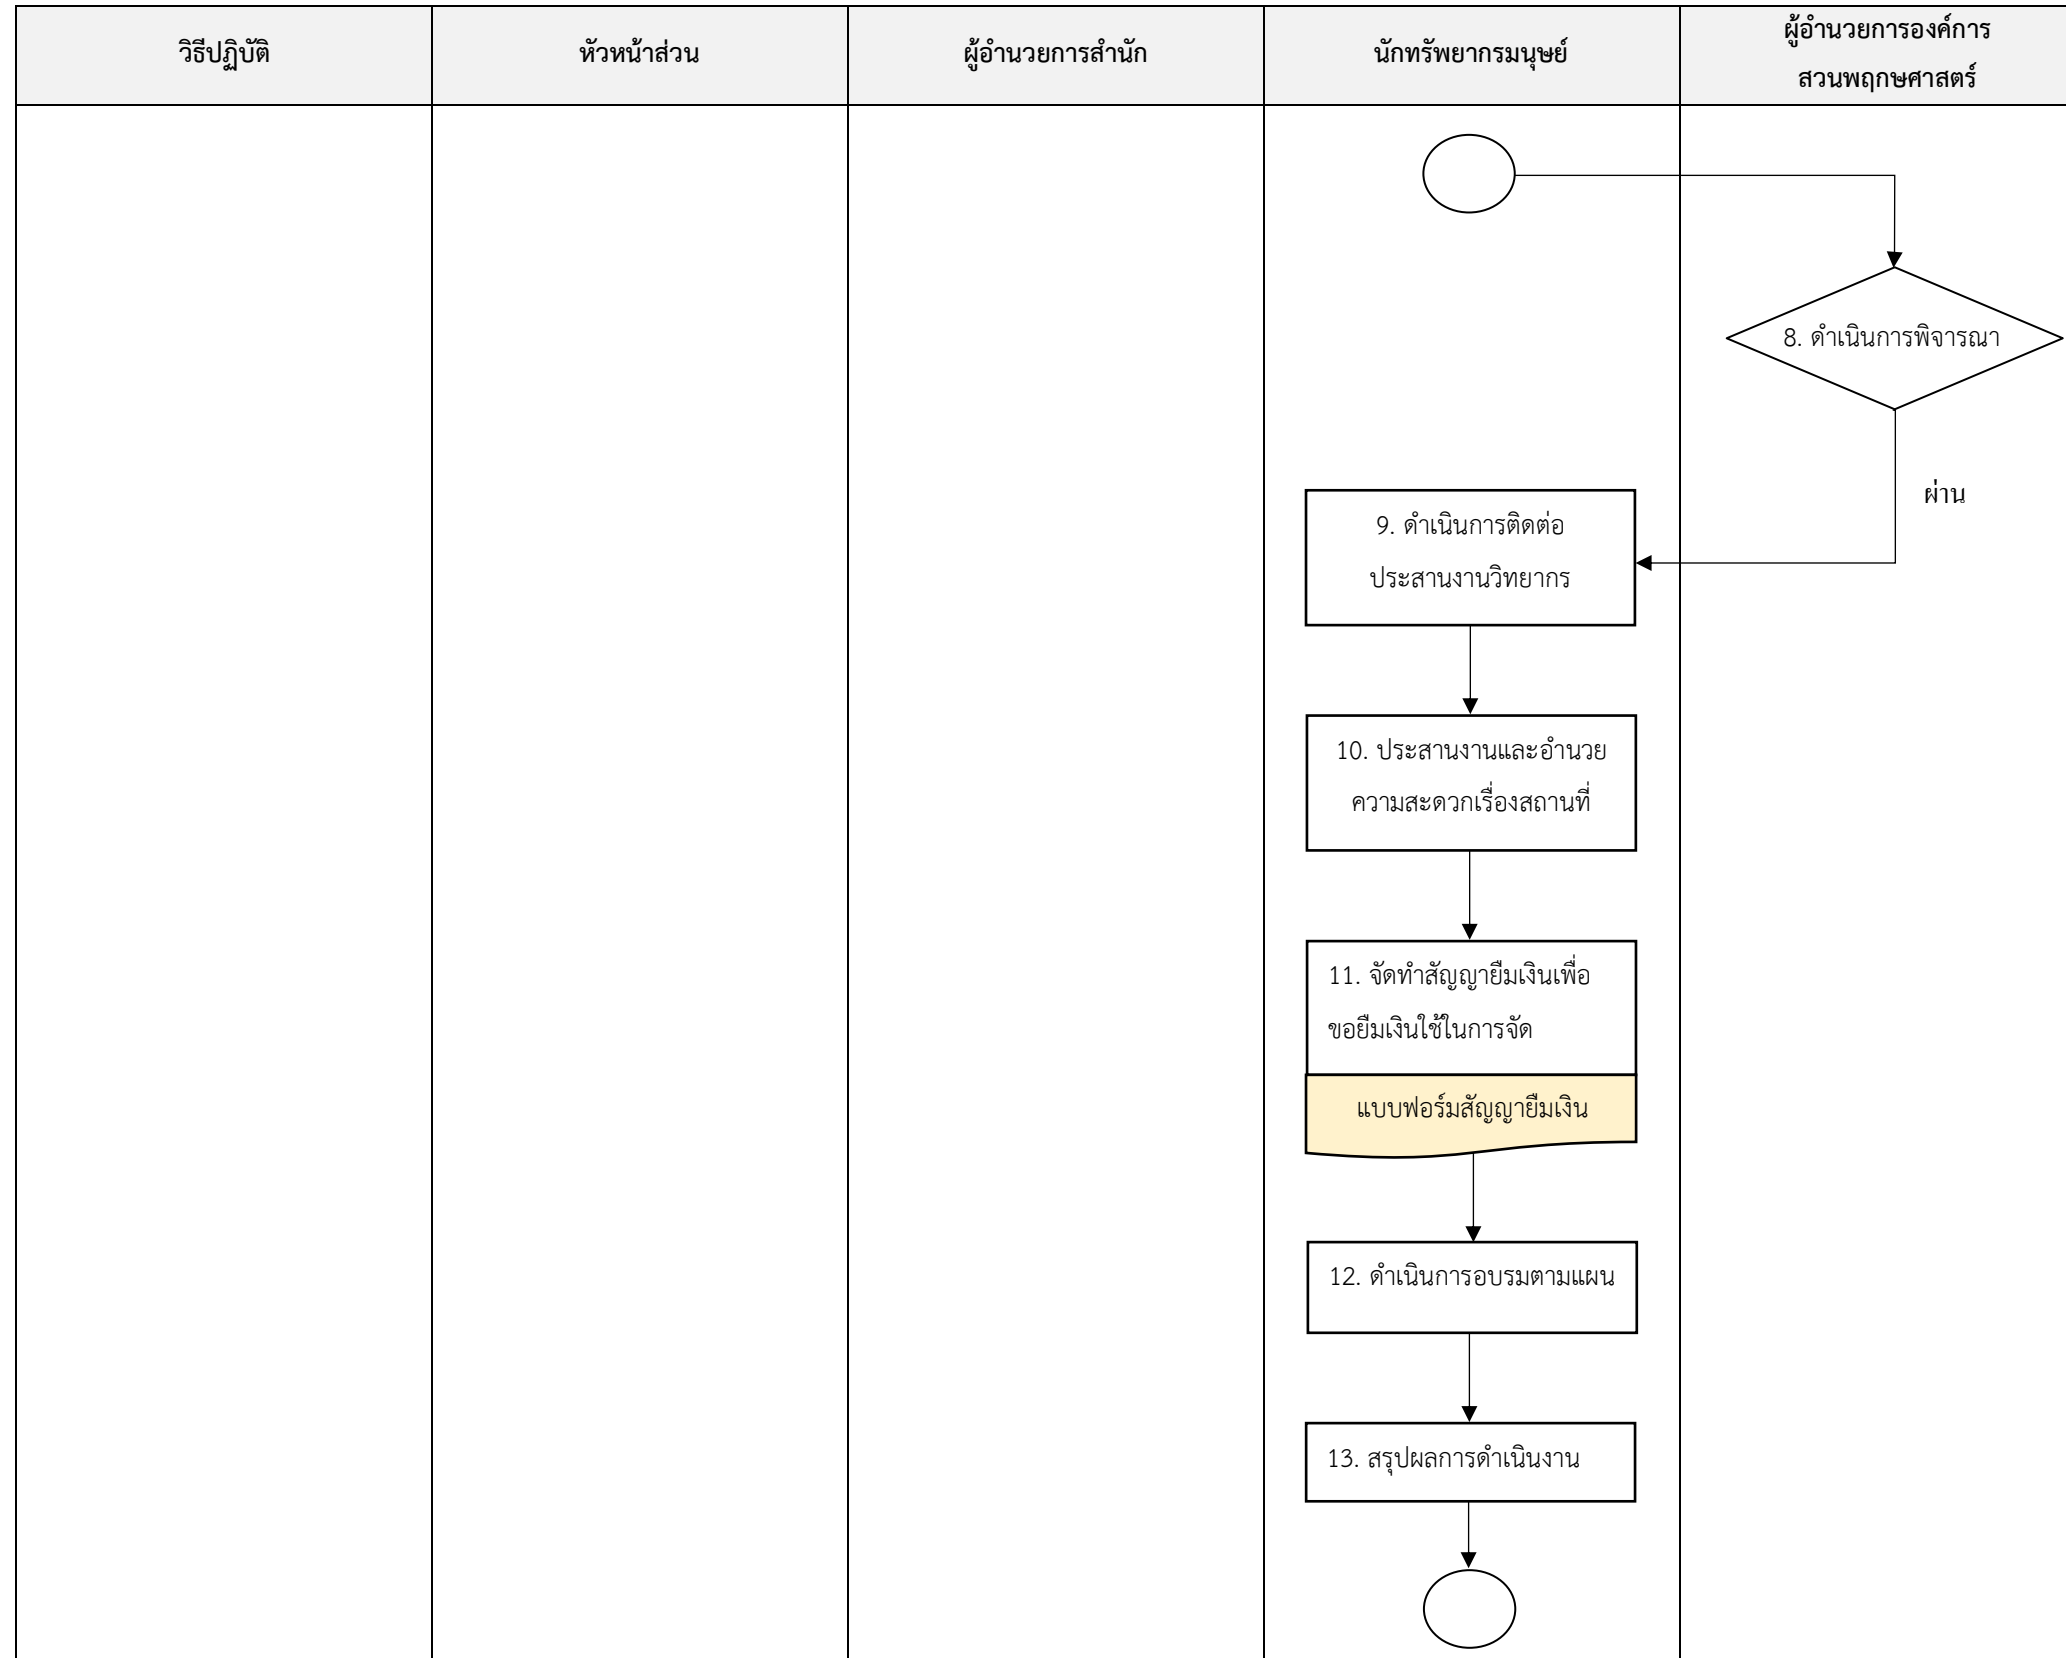 วิธีปฏิบัติ
หัวหน้าส่วน
ผู้อำนวยการสำนัก
นักทรัพยากรมนุษย์
ผู้อำนวยการองค์การ
สวนพฤกษศาสตร์
8. ดำเนินการพิจารณา
ผ่าน
9. ดำเนินการติดต่อ
ประสานงานวิทยากร
10. ประสานงานและอำนวย
ความสะดวกเรื่องสถานที่
11. จัดทำสัญญายืมเงินเพื่อ
ขอยืมเงินใช้ในการจัด
แบบฟอร์มสัญญายืมเงิน
12. ดำเนินการอบรมตามแผน
13. สรุปผลการดำเนินงาน